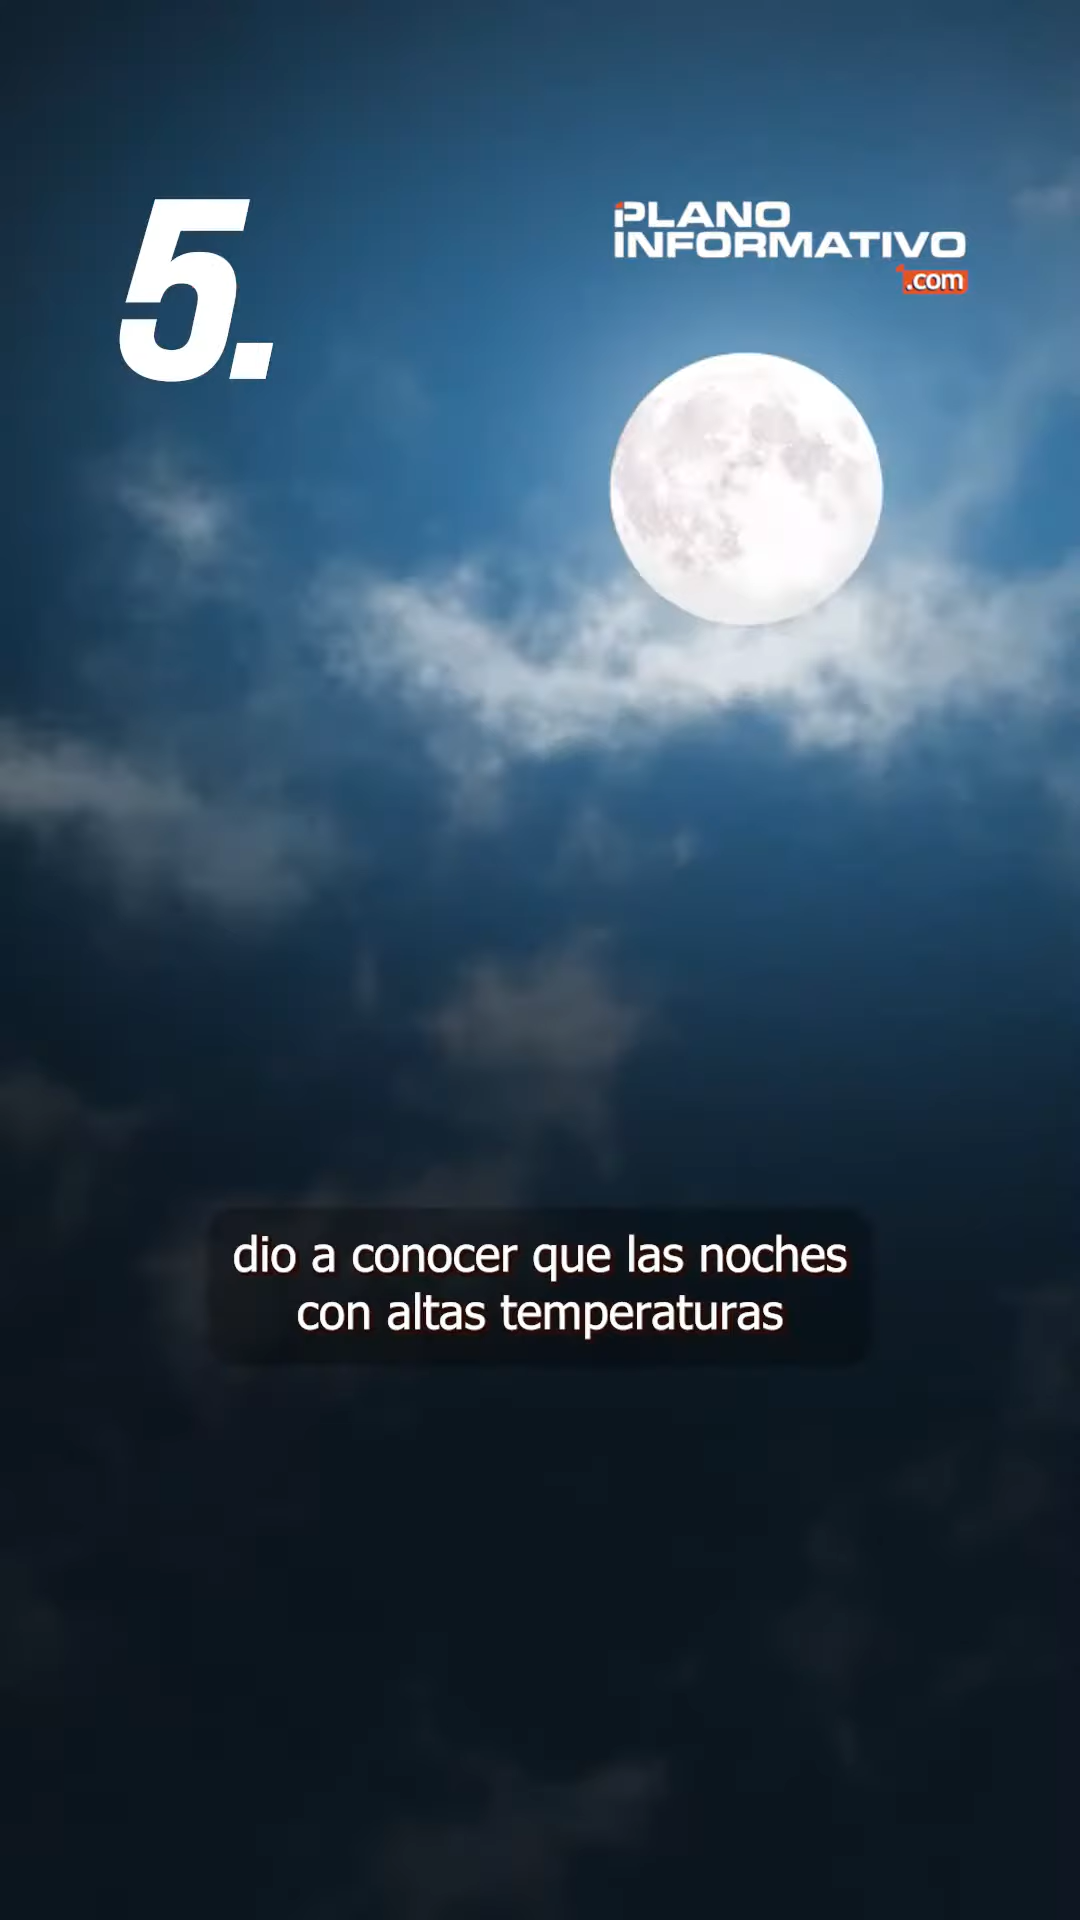 5.
PLANO
INFORMATIVO
.com
dio a conocer que las noches
con altas temperaturas